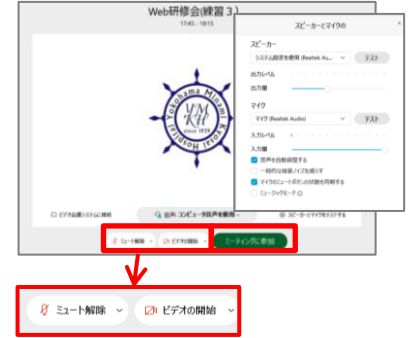 Web研修会(練習３)
17:45 - 19:15
スピーカーとマイクの
スピーカー
システム設定を使用 (Realtek Au...
テスト
出力レベル
出力量
マイク
マイク (Realtek Audio)
テスト
入力レベル
入力量
音声を自動調整する
一時的な背景ノイズを減らす
マイクのミュートボタンの状態を同期する
ミュージックモード
Yokohama Minami Kyousai Hospital
YM
KH
since 1939
ビデオ会議システムに接続
音声: コンピュータ音声を使用
スピーカーとマイクをテストする
ミュート解除
ビデオの開始
ミーティングに参加
ミュート解除
ビデオの開始